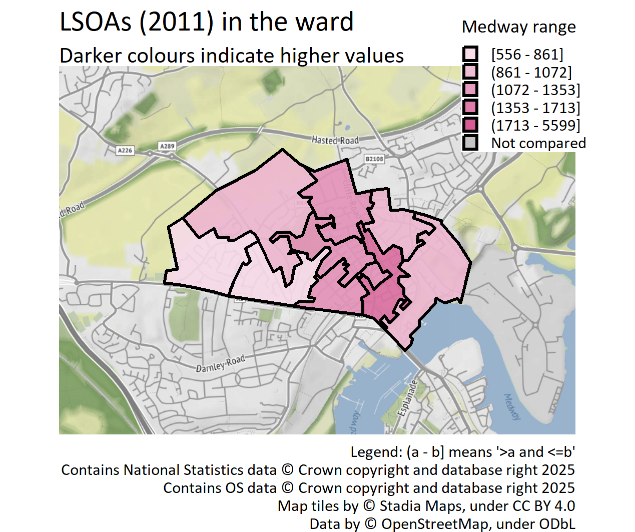 LSOAs (2011) in the ward
Darker colours indicate higher values
Medway range
[556 - 861]
(861 - 1072]
(1072 - 1353]
(1353 - 1713]
(1713 - 5599]
Not compared
Hasted Road
A226
A289
B2108
d Road
Darnley Road
Esplanade
Medway
dway
Legend: (a - b] means '>a and <=b'
Contains National Statistics data © Crown copyright and database right 2025
Contains OS data © Crown copyright and database right 2025
Map tiles by © Stadia Maps, under CC BY 4.0
Data by © OpenStreetMap, under ODbL